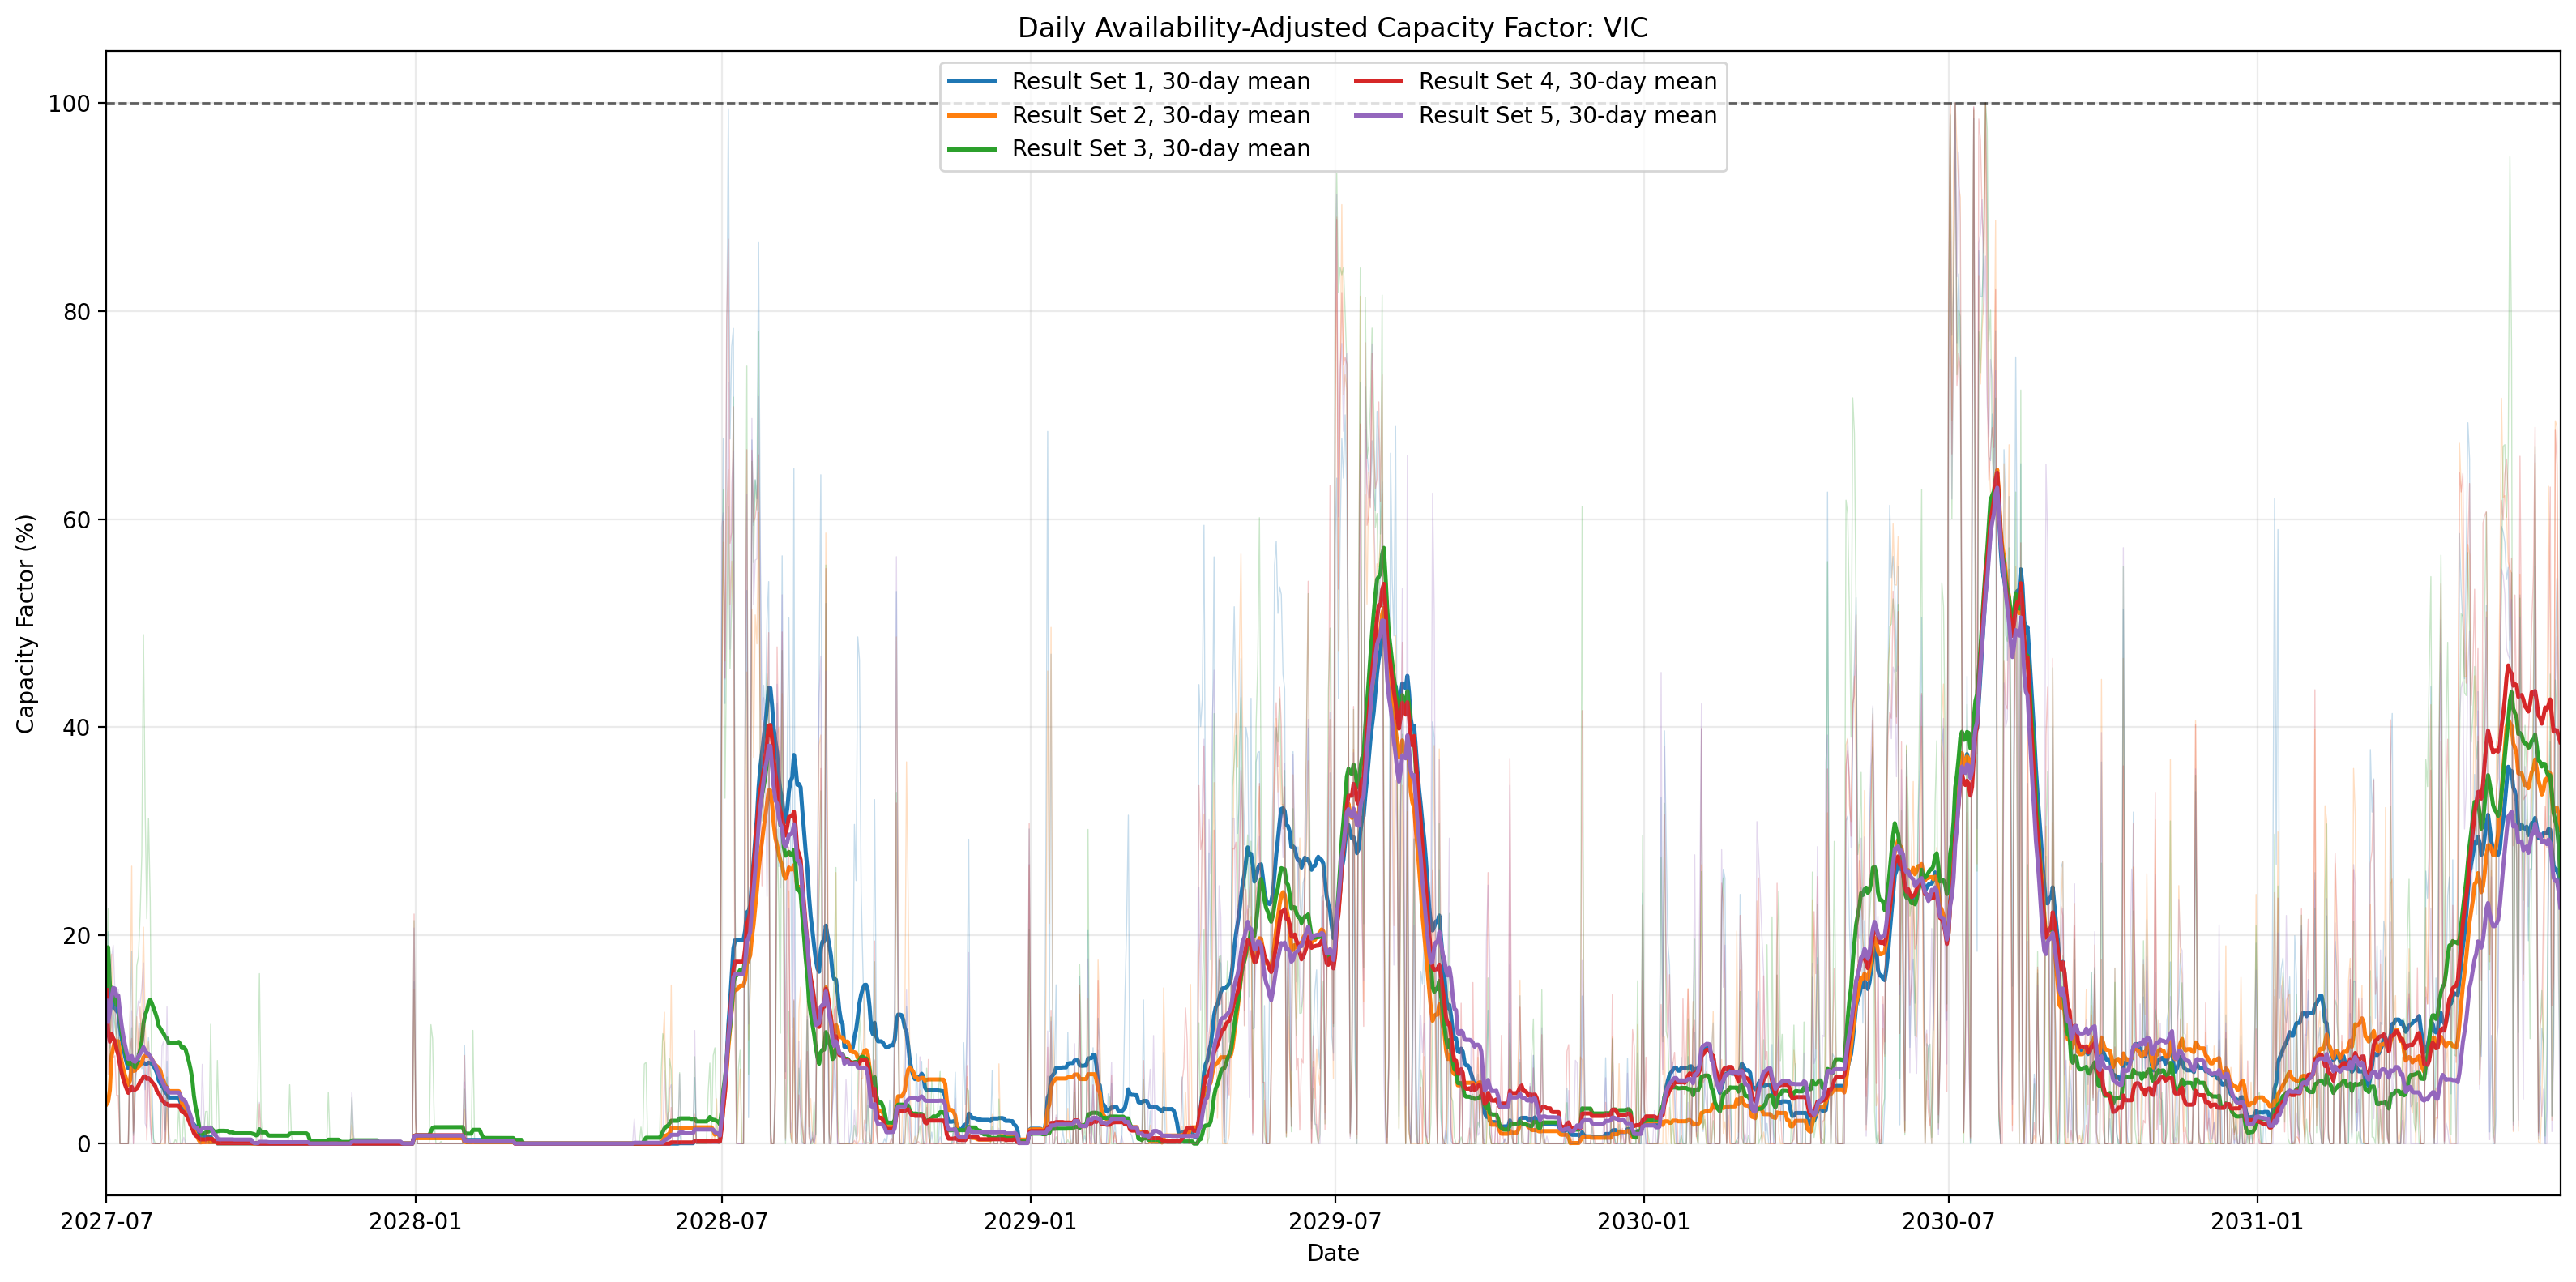 Daily Availability-Adjusted Capacity Factor: VIC
Result Set 1, 30-day mean
Result Set 2, 30-day mean
Result Set 3, 30-day mean
Result Set 4, 30-day mean
Result Set 5, 30-day mean
Capacity Factor (%)
100
80
60
40
20
0
2027-07
2028-01
2028-07
2029-01
2029-07
2030-01
2030-07
2031-01
Date